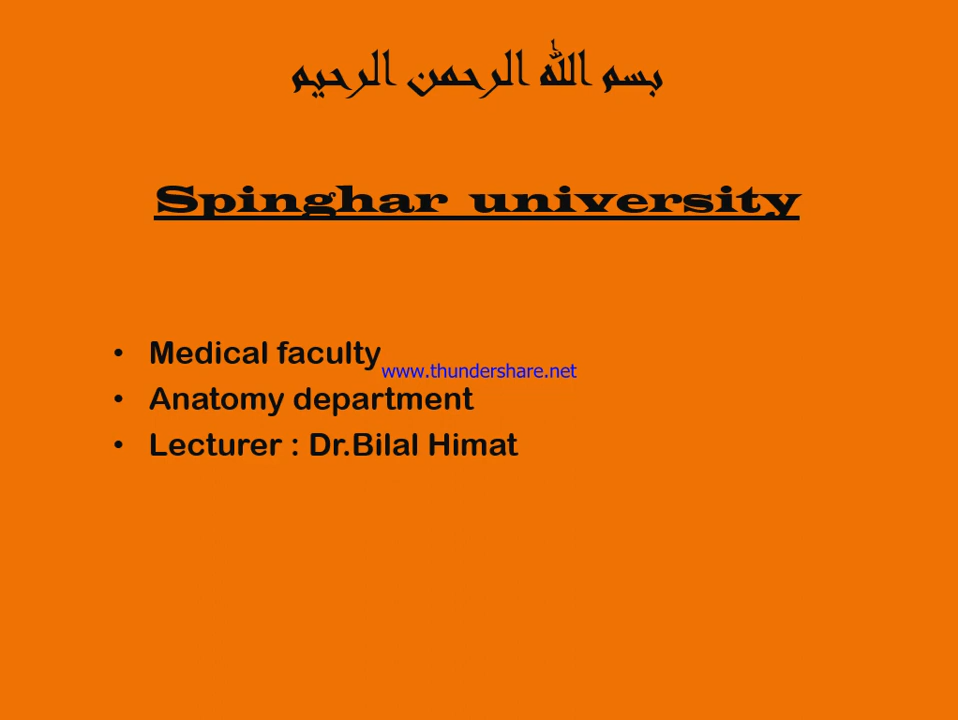 بسم الله الرحمن الرحيم
Spinghar university
• Medical faculty
www.thundershare.net
• Anatomy department
• Lecturer : Dr.Bilal Himat